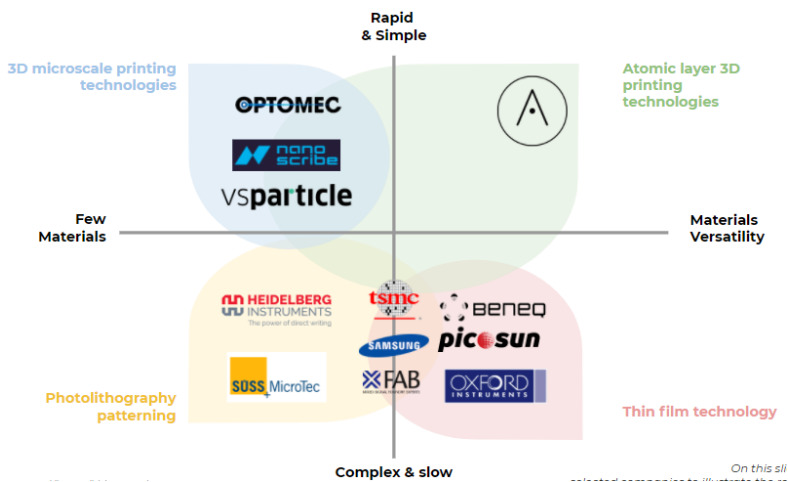 Rapid
& Simple
3D microscale printing
technologies
Atomic layer 3D
printing
technologies
OPTOMEC
nano
scribe
vsparticle
Few
Materials
Materials
Versatility
HEIDELBERG
INSTRUMENTS
The power of direct writing
tsmc
BENEQ
SAMSUNG
picosun
SUSS MicroTec
XFAB
OXFORD
INSTRUMENTS
Photolithography
patterning
Thin film technology
Complex & slow
On this sli